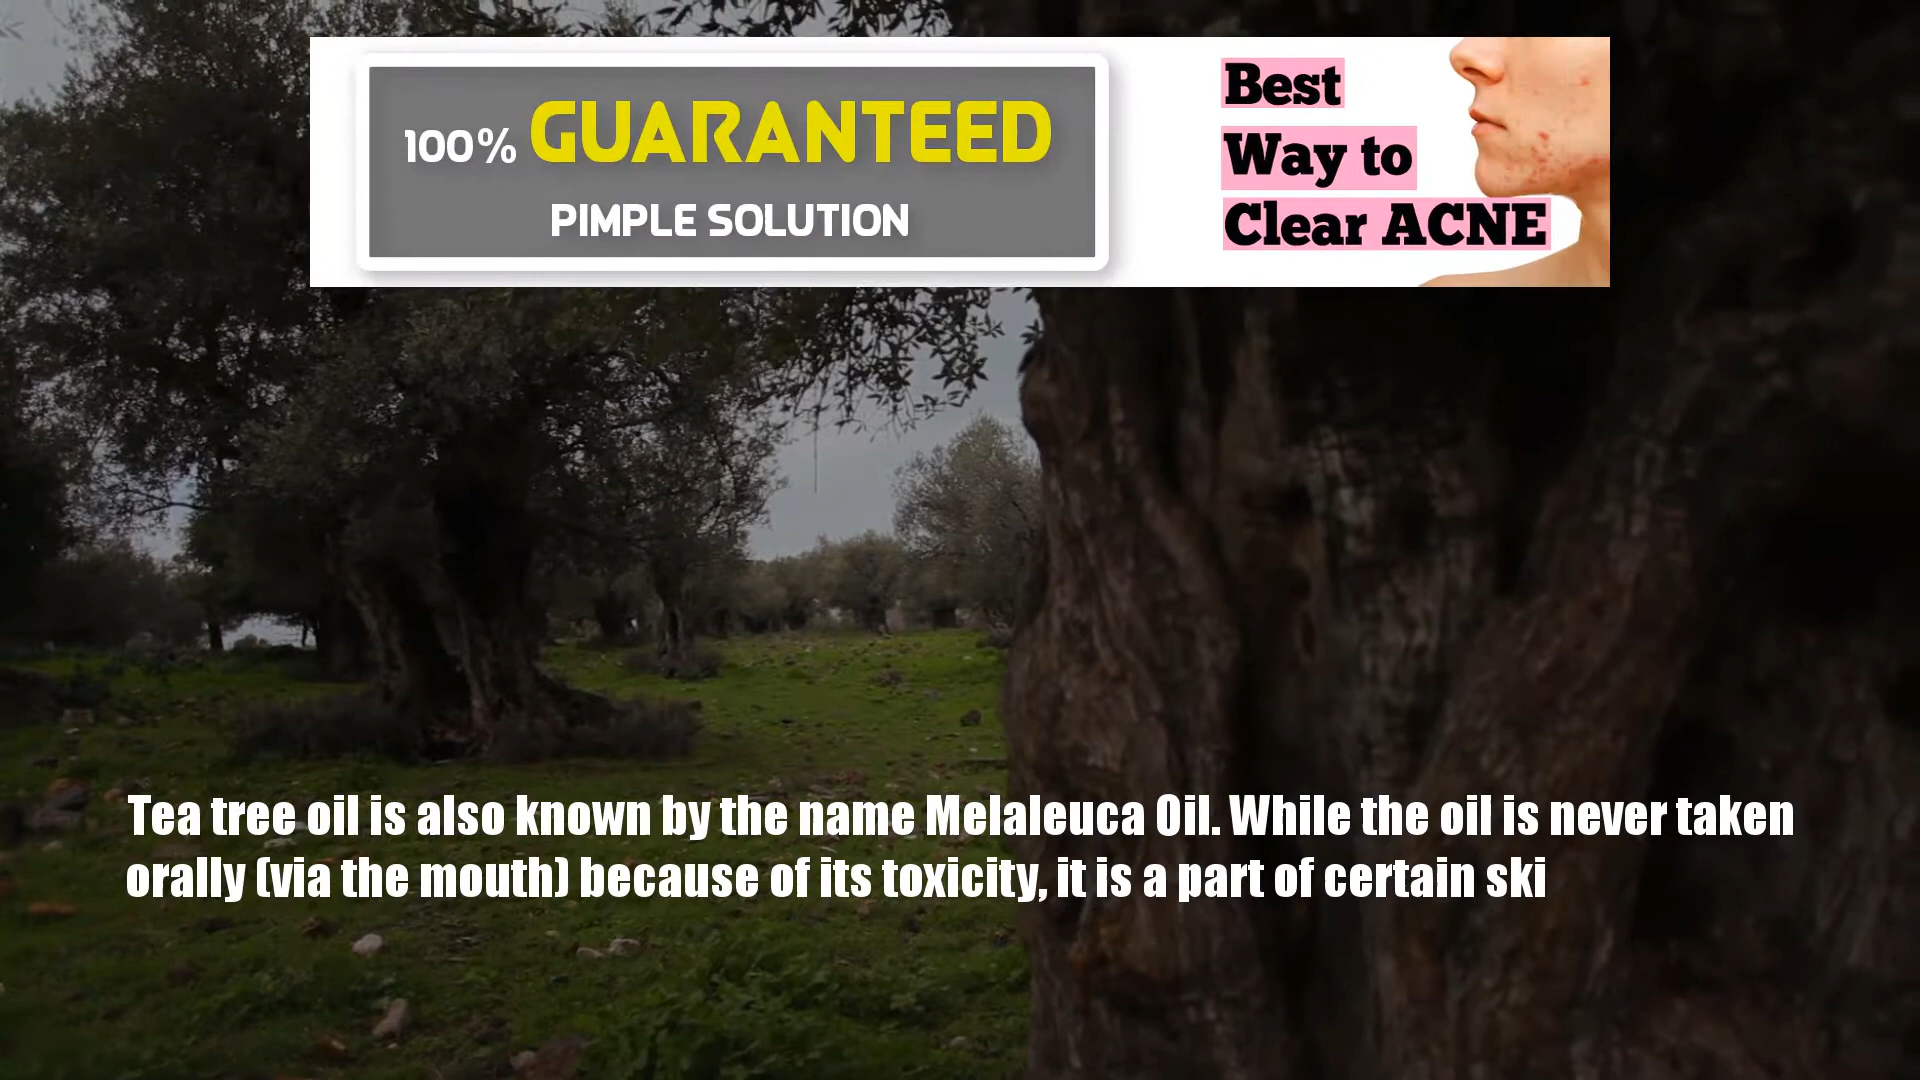 100% GUARANTEED
PIMPLE SOLUTION
Best
Way to
Clear ACNE
Tea tree oil is also known by the name Melaleuca Oil. While the oil is never taken
orally (via the mouth) because of its toxicity, it is a part of certain ski